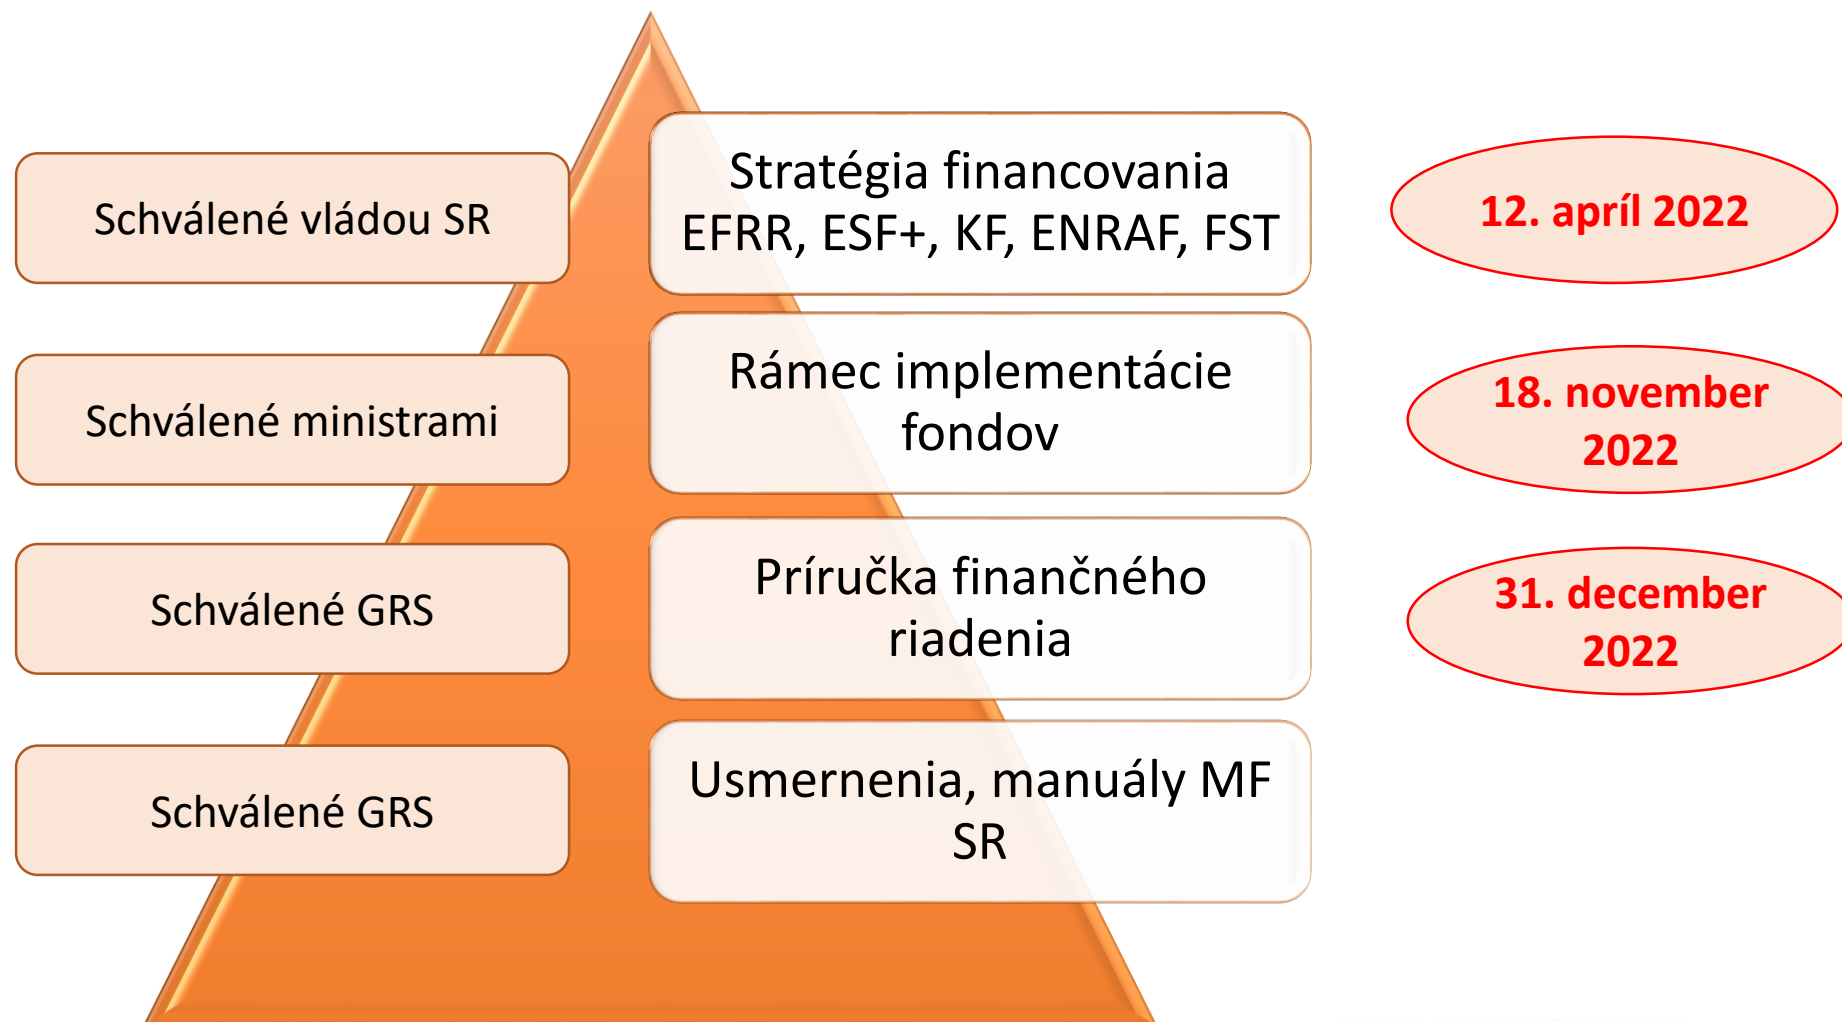 Schválené vládou SR
Stratégia financovania
EFRR, ESF+, KF, ENRAF, FST
12. apríl 2022
Schválené ministrami
Rámec implementácie
fondov
18. november
2022
Schválené GRS
Príručka finančného
riadenia
31. december
2022
Schválené GRS
Usmernenia, manuály MF
SR